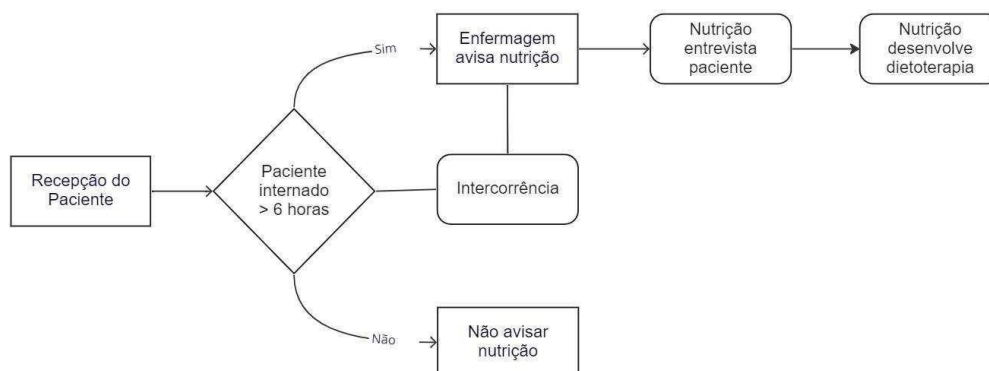 Recepção do
Paciente
Paciente
internado
> 6 horas
Sim
Enfermagem
avisa nutrição
Nutrição
entrevista
paciente
Nutrição
desenvolve
dietoterapia
Intercorrência
Não
Não avisar
nutrição